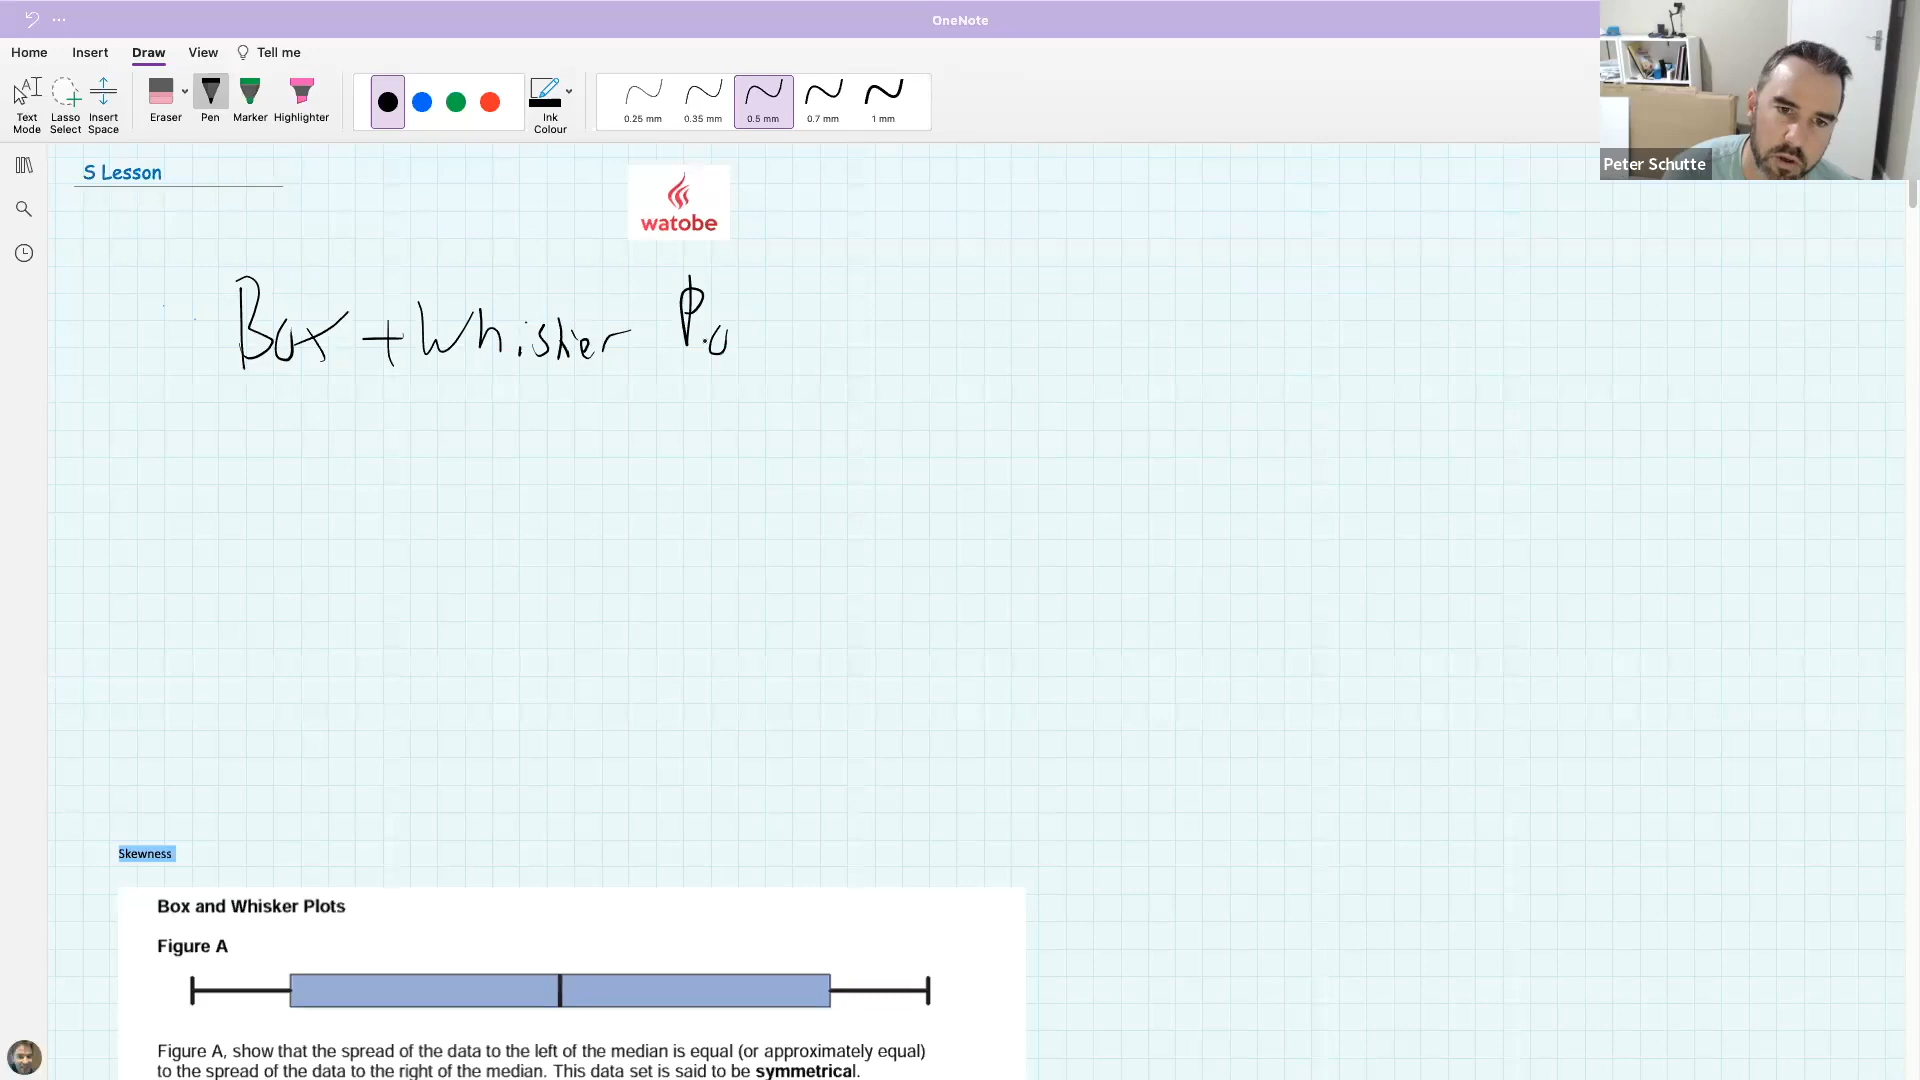 OneNote
Home Insert Draw View Tell me
Text Mode Lasso Select Insert Space Eraser Pen Marker Highlighter Ink Colour 0.25 mm 0.35 mm 0.5 mm 0.7 mm 1 mm
Peter Schutte
S Lesson
watobe
Box + Whisker
Skewness
Box and Whisker Plots
Figure A
Figure A, show that the spread of the data to the left of the median is equal (or approximately equal)
to the spread of the data to the right of the median. This data set is said to be symmetrical.